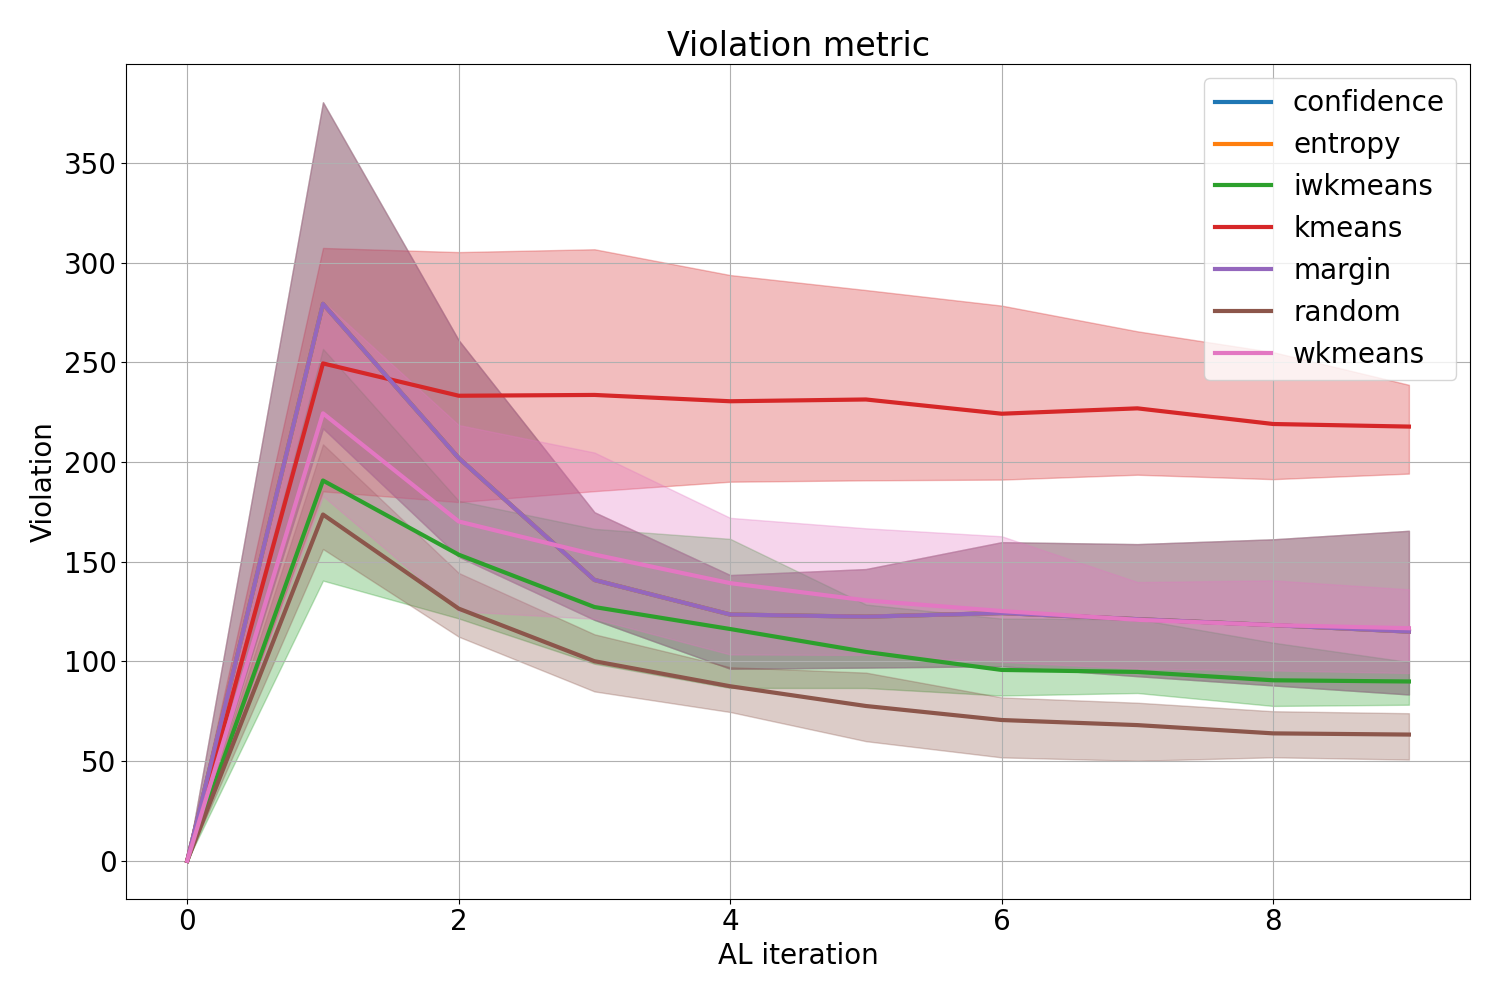 Violation metric
Violation
350
300
250
200
150
100
50
0
confidence
entropy
iwkmeans
kmeans
margin
random
wkmeans
0 2 4 6 8
AL iteration